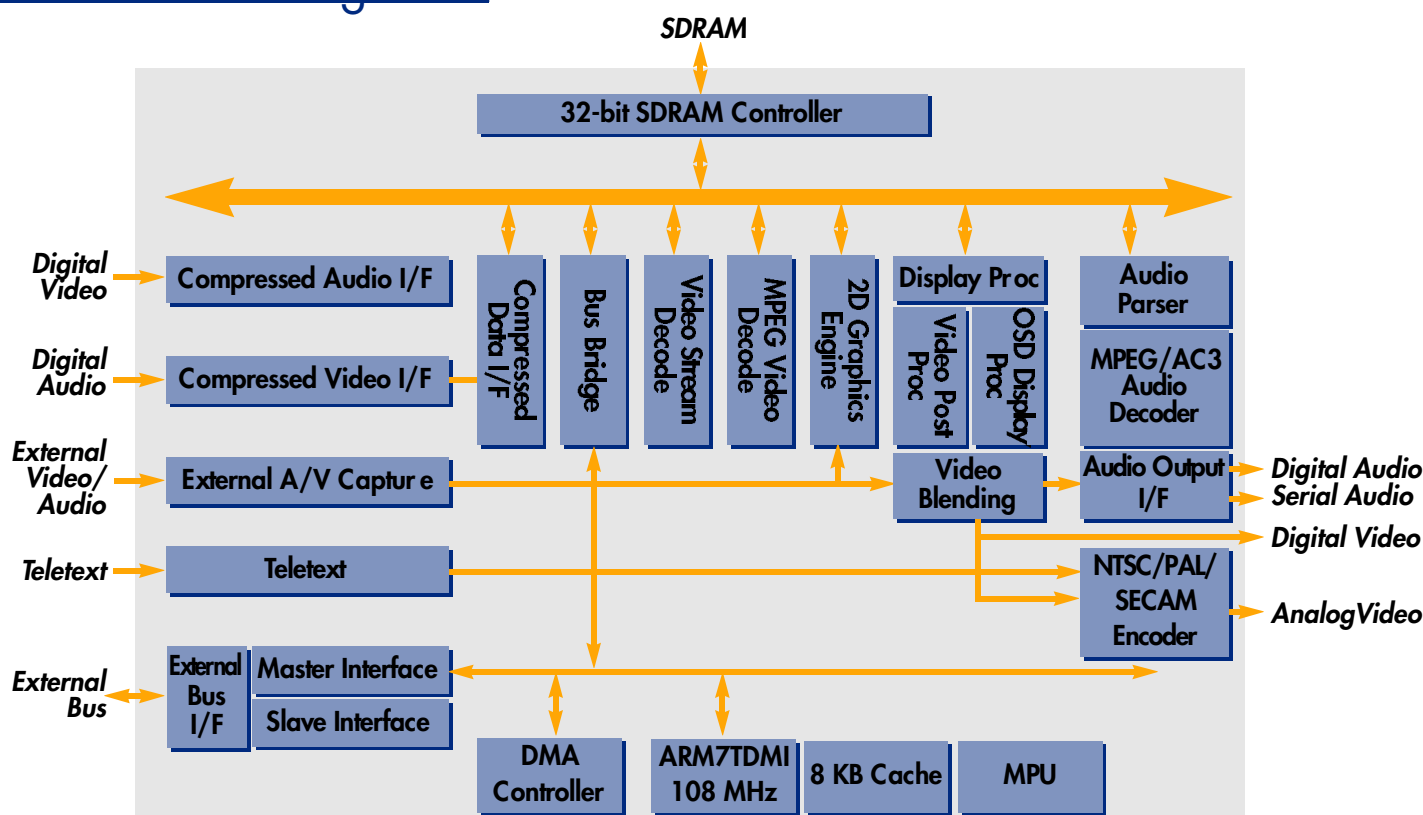 SDRAM
32-bit SDRAM Controller
Digital
Video
Compressed Audio I/F
Digital
Audio
Compressed Video I/F
External
Video/
Audio
External A/V Captur e
Teletext
Teletext
External
Bus
External
Bus
I/F
Master Interface
Slave Interface
Compressed
Data I/F
Bus Bridge
Video Stream
Decode
MPEG Video
Decode
2D Graphics
Engine
Display Proc
Video Post
Proc
OSD Display
Proc
Audio
Parser
MPEG/AC3
Audio
Decoder
Video
Blending
Audio Output
I/F
Digital Audio
Serial Audio
Digital Video
NTSC/PAL/
SECAM
Encoder
AnalogVideo
DMA
Controller
ARM7TDMI
108 MHz
8 KB Cache
MPU